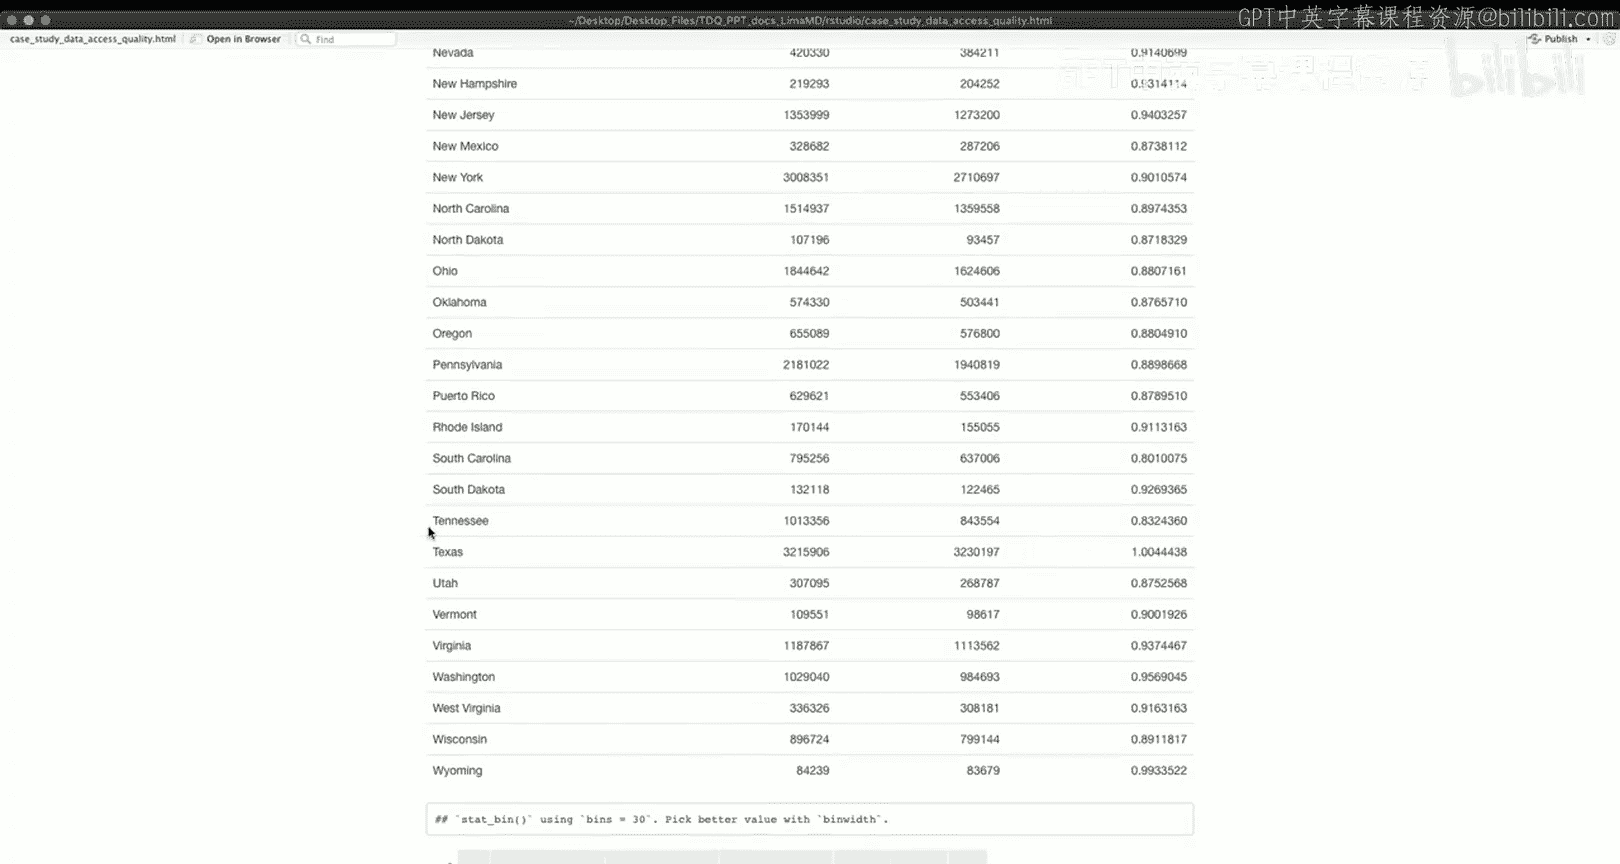 ~/Desktop/Desktop_Files/TDQ_PPT_docs_LimaMD/rstudio/case_study_data_access_quality.html
GPT中英字幕课程资源@bilibili.com
case_study_data_access_quality.html Open in Browser Find Publish
bilibili
Nevada 420330 384211 0.9140699
New Hampshire 219293 204252 0.9314114
New Jersey 1353999 1273200 0.9403257
New Mexico 328682 287206 0.8738112
New York 3008351 2710697 0.9010574
North Carolina 1514937 1359558 0.8974353
North Dakota 107196 93457 0.8718329
Ohio 1844642 1624606 0.8807161
Oklahoma 574330 503441 0.8765710
Oregon 655089 576800 0.8804910
Pennsylvania 2181022 1940819 0.8898668
Puerto Rico 629621 553406 0.8789510
Rhode Island 170144 155055 0.9113163
South Carolina 795256 637006 0.8010075
South Dakota 132118 122465 0.9269365
Tennessee 1013356 843554 0.8324360
Texas 3215906 3230197 1.0044438
Utah 307095 268787 0.8752568
Vermont 109551 98617 0.9001926
Virginia 1187867 1113562 0.9374467
Washington 1029040 984693 0.9569045
West Virginia 336326 308181 0.9163163
Wisconsin 896724 799144 0.8911817
Wyoming 84239 83679 0.9933522
## `stat_bin()` using `bins = 30`. Pick better value with `binwidth`.